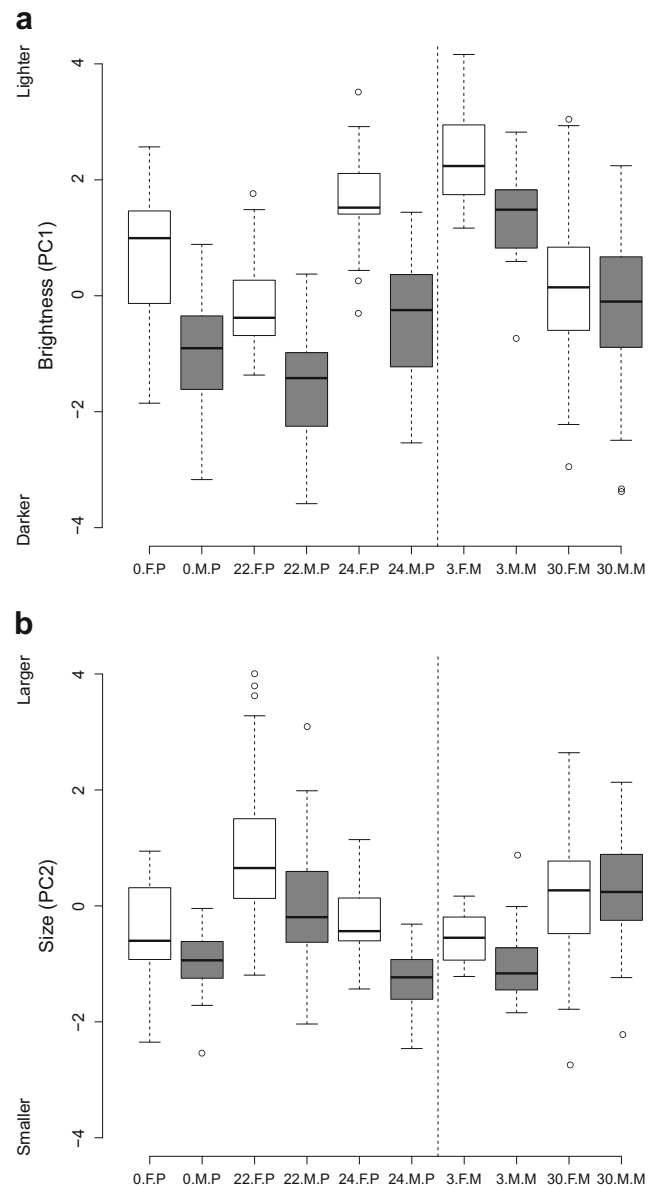 a
Lighter
Darker
Brightness (PC1)
4
2
0
−2
−4
0.F.P 0.M.P 22.F.P 22.M.P 24.F.P 24.M.P 3.F.M 3.M.M 30.F.M 30.M.M
b
Larger
Smaller
Size (PC2)
4
2
0
−2
−4
0.F.P 0.M.P 22.F.P 22.M.P 24.F.P 24.M.P 3.F.M 3.M.M 30.F.M 30.M.M